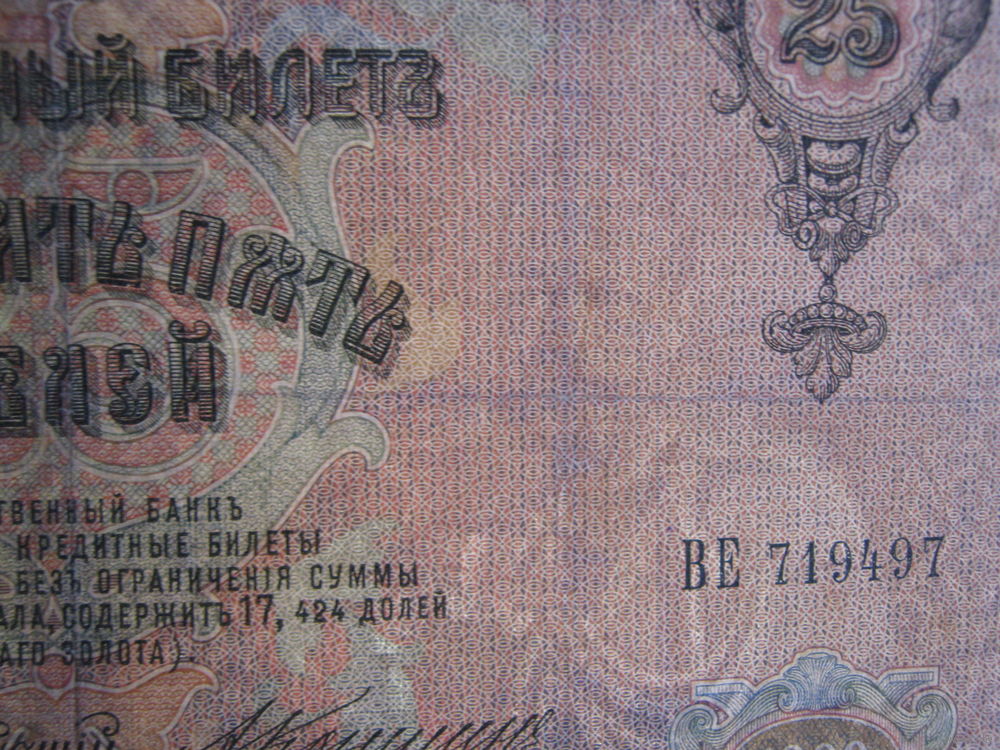 25
НЫЙ БИЛЕТЪ
ЯТЬ ПЯТЬ
БЛЕЙ
ТВЕННЫЙ БАНКЪ
КРЕДИТНЫЕ БИЛЕТЫ
БЕЗЪ ОГРАНИЧЕНІЯ СУММЫ
ВЕ 719497
АЛА, СОДЕРЖИТЪ 17, 424 ДОЛЕЙ
АГО ЗОЛОТА).